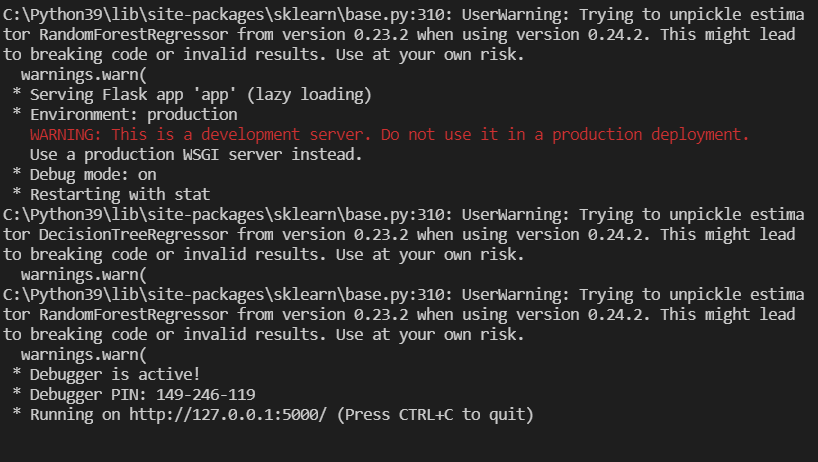 C:\Python39\lib\site-packages\sklearn\base.py:310: UserWarning: Trying to unpickle estima
tor RandomForestRegressor from version 0.23.2 when using version 0.24.2. This might lead
to breaking code or invalid results. Use at your own risk.
  warnings.warn(
 * Serving Flask app 'app' (lazy loading)
 * Environment: production
   WARNING: This is a development server. Do not use it in a production deployment.
   Use a production WSGI server instead.
 * Debug mode: on
 * Restarting with stat
C:\Python39\lib\site-packages\sklearn\base.py:310: UserWarning: Trying to unpickle estima
tor DecisionTreeRegressor from version 0.23.2 when using version 0.24.2. This might lead
to breaking code or invalid results. Use at your own risk.
  warnings.warn(
C:\Python39\lib\site-packages\sklearn\base.py:310: UserWarning: Trying to unpickle estima
tor RandomForestRegressor from version 0.23.2 when using version 0.24.2. This might lead
to breaking code or invalid results. Use at your own risk.
  warnings.warn(
 * Debugger is active!
 * Debugger PIN: 149-246-119
 * Running on http://127.0.0.1:5000/ (Press CTRL+C to quit)